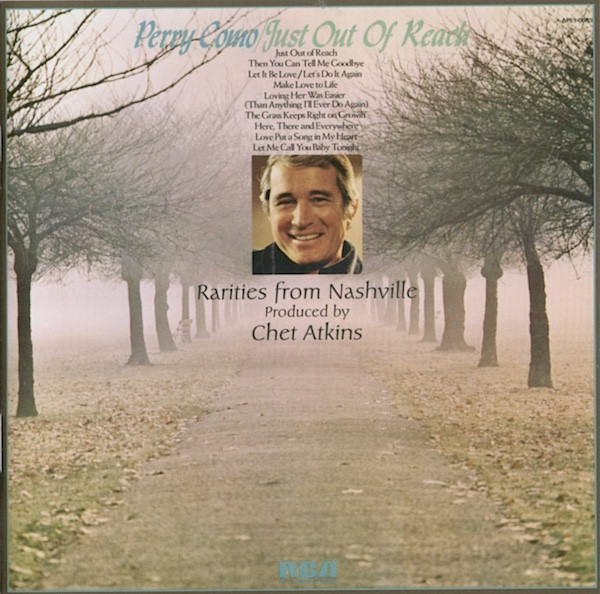 Perry Como Just Out Of Reach
Just Out of Reach
Then You Can Tell Me Goodbye
Let It Be Love/Let's Do It Again
Make Love to Life
Loving Her Was Easier
(Than Anything I'll Ever Do Again)
The Grass Keeps Right on Growin'
Here, There and Everywhere
Love Put a Song in My Heart
Let Me Call You Baby Tonight
Rarities from Nashville
Produced by
Chet Atkins
RCA